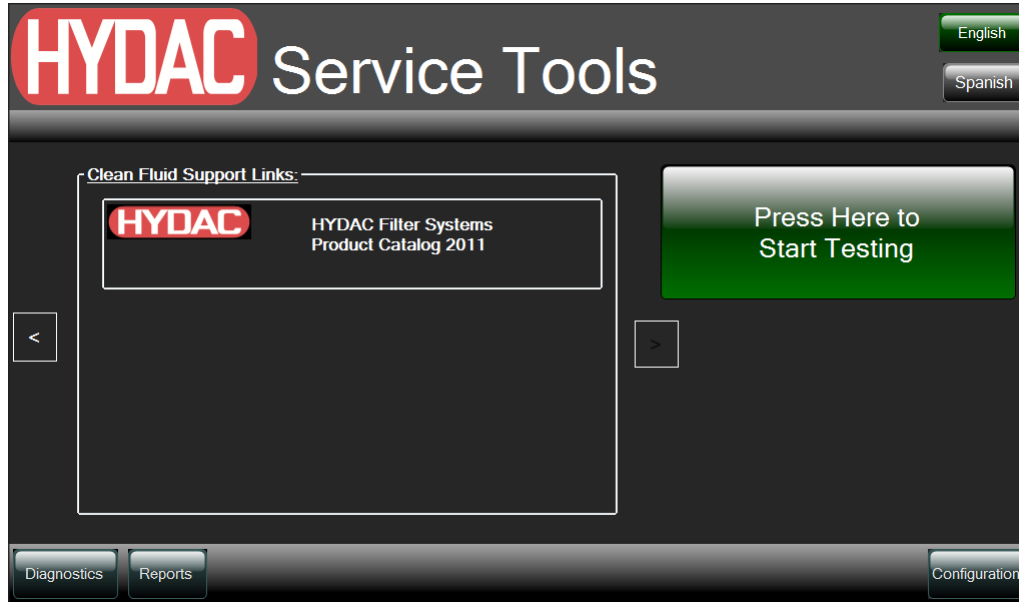 HYDAC Service Tools
English
Spanish
Clean Fluid Support Links:
HYDAC
HYDAC Filter Systems
Product Catalog 2011
Press Here to
Start Testing
<
>
Diagnostics
Reports
Configuration